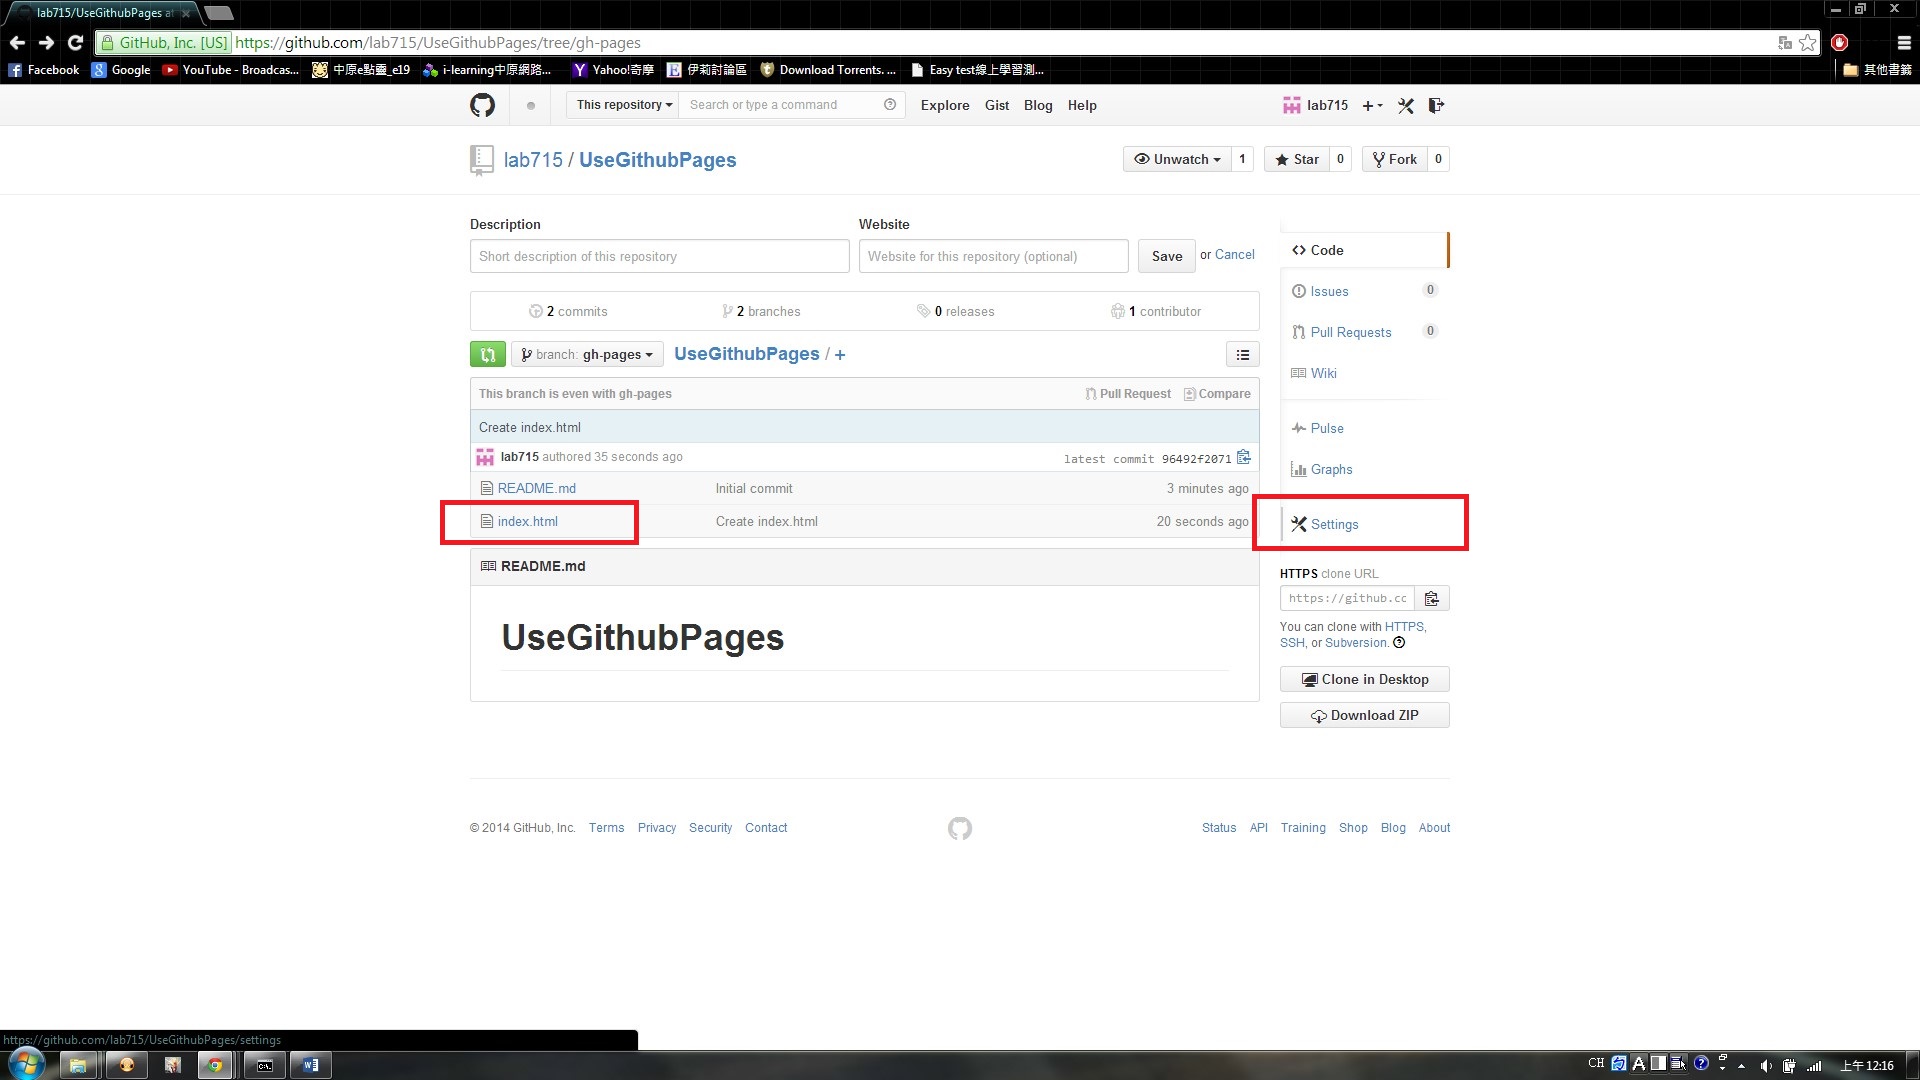 lab715/UseGithubPages at
GitHub, Inc. [US] https://github.com/lab715/UseGithubPages/tree/gh-pages
Facebook Google YouTube - Broadcas... 中原e點靈_e19 i-learning中原網路... Yahoo!奇摩 伊莉討論區 Download Torrents. ... Easy test線上學習測... 其他書籤
This repository Search or type a command Explore Gist Blog Help lab715
lab715 / UseGithubPages Unwatch 1 Star 0 Fork 0
Description Website
Short description of this repository Website for this repository (optional) Save or Cancel
2 commits 2 branches 0 releases 1 contributor
branch: gh-pages UseGithubPages / +
This branch is even with gh-pages Pull Request Compare
Create index.html
lab715 authored 35 seconds ago latest commit 96492f2071
README.md Initial commit 3 minutes ago
index.html Create index.html 20 seconds ago
README.md
UseGithubPages
Code
Issues 0
Pull Requests 0
Wiki
Pulse
Graphs
Settings
HTTPS clone URL
https://github.cc
You can clone with HTTPS,
SSH, or Subversion.
Clone in Desktop
Download ZIP
© 2014 GitHub, Inc. Terms Privacy Security Contact Status API Training Shop Blog About
https://github.com/lab715/UseGithubPages/settings
CH A 上午 12:16